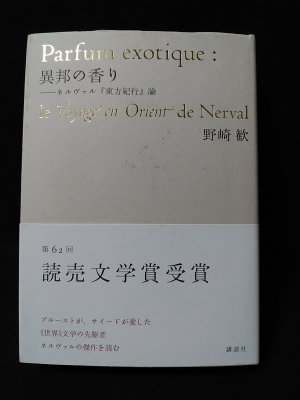 Parfum exotique :
異邦の香り
――ネルヴァル『東方紀行』論
le Voyage en Orient de Nerval
野崎 歓
第62回
読売文学賞受賞
プルーストが、サイードが愛した
《世界》文学の先駆者
ネルヴァルの傑作を読む
講談社